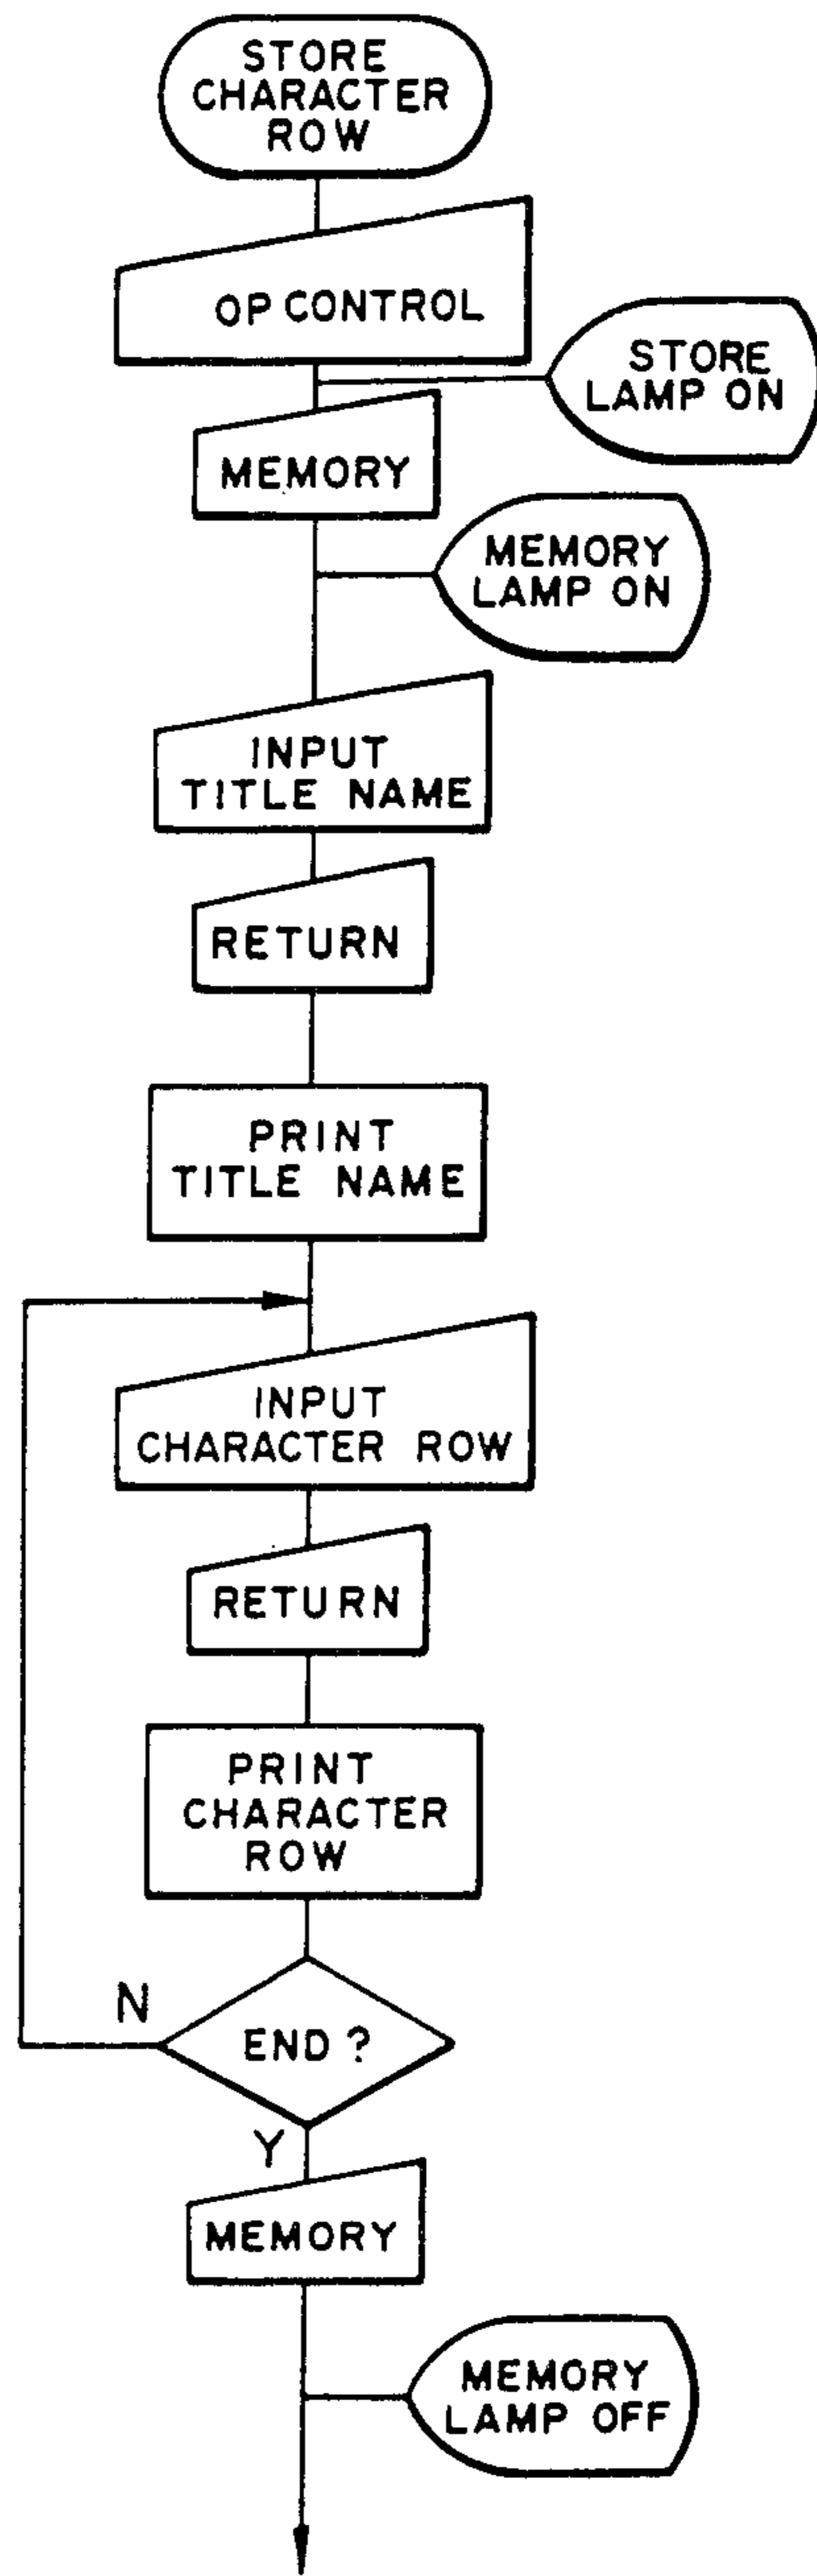 STORE
CHARACTER
ROW
OP CONTROL
STORE
LAMP ON
MEMORY
MEMORY
LAMP ON
INPUT
TITLE NAME
RETURN
PRINT
TITLE NAME
INPUT
CHARACTER ROW
RETURN
PRINT
CHARACTER
ROW
N
END ?
Y
MEMORY
MEMORY
LAMP OFF